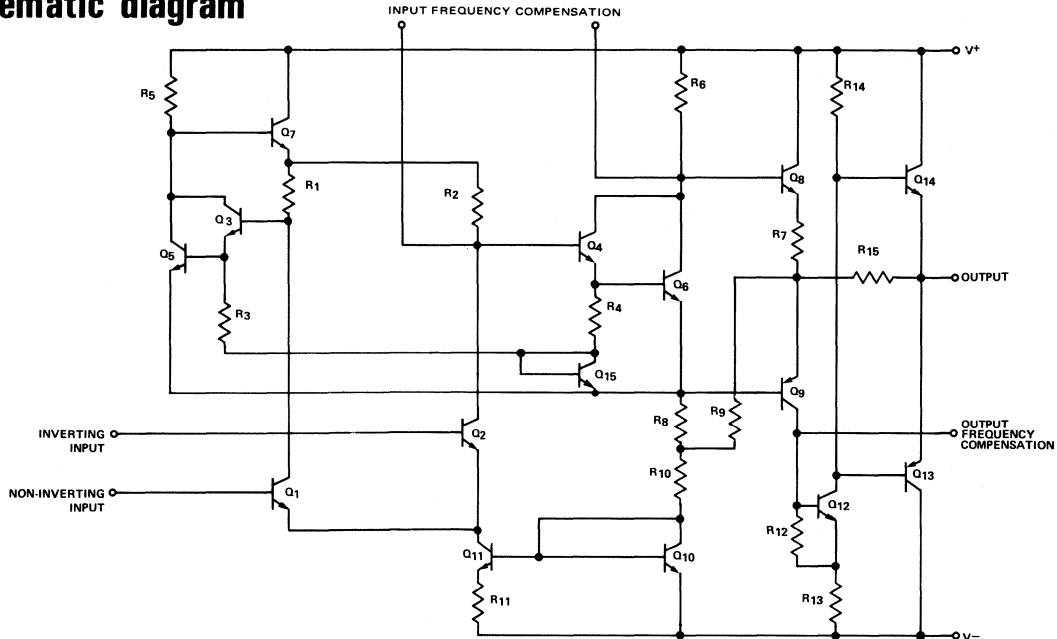 ematic diagram
INPUT FREQUENCY COMPENSATION
V+
R5
R6
R14
Q7
Q8
Q14
R1
R2
Q3
Q4
R7
Q5
R15
Q6
OUTPUT
R3
R4
Q15
Q9
R8
R9
INVERTING
INPUT
Q2
OUTPUT
FREQUENCY
COMPENSATION
R10
Q13
NON-INVERTING
INPUT
Q1
Q12
R12
Q11
Q10
R11
R13
V−